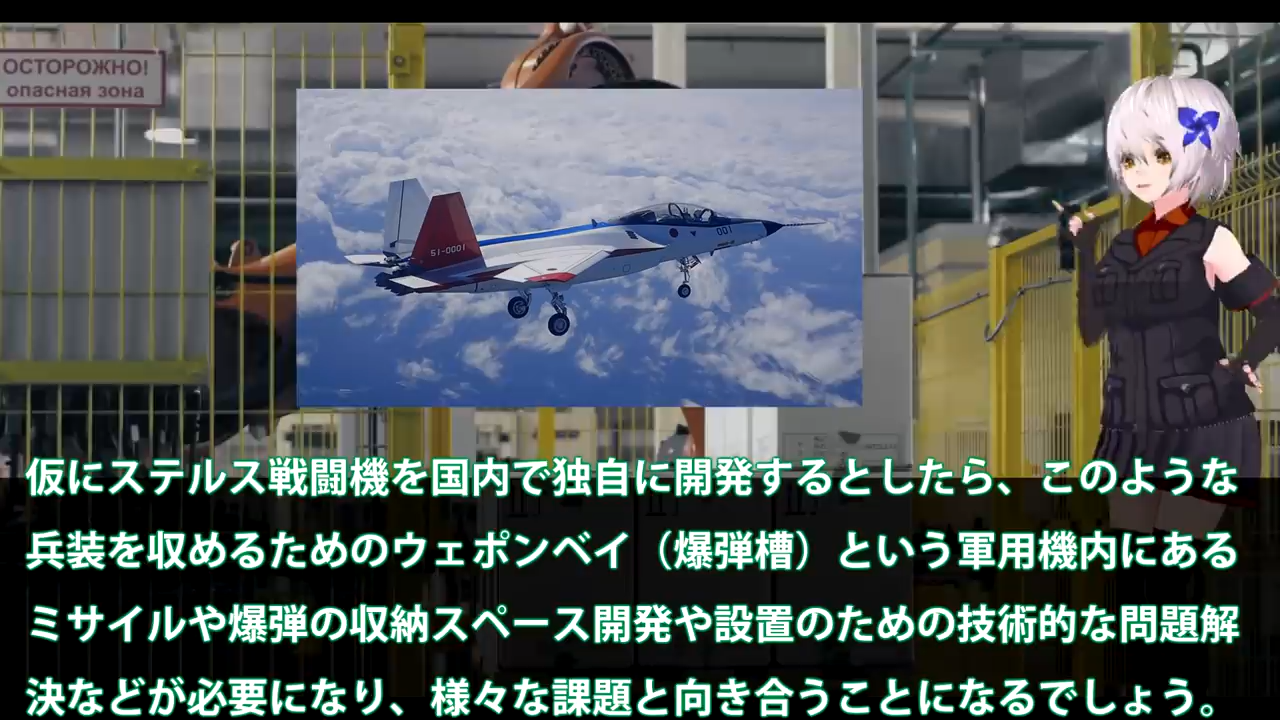 ОСТОРОЖНО!
опасная зона
001
51-0001
仮にステルス戦闘機を国内で独自に開発するとしたら、このような
兵装を収めるためのウェポンベイ（爆弾槽）という軍用機内にある
ミサイルや爆弾の収納スペース開発や設置のための技術的な問題解
決などが必要になり、様々な課題と向き合うことになるでしょう。